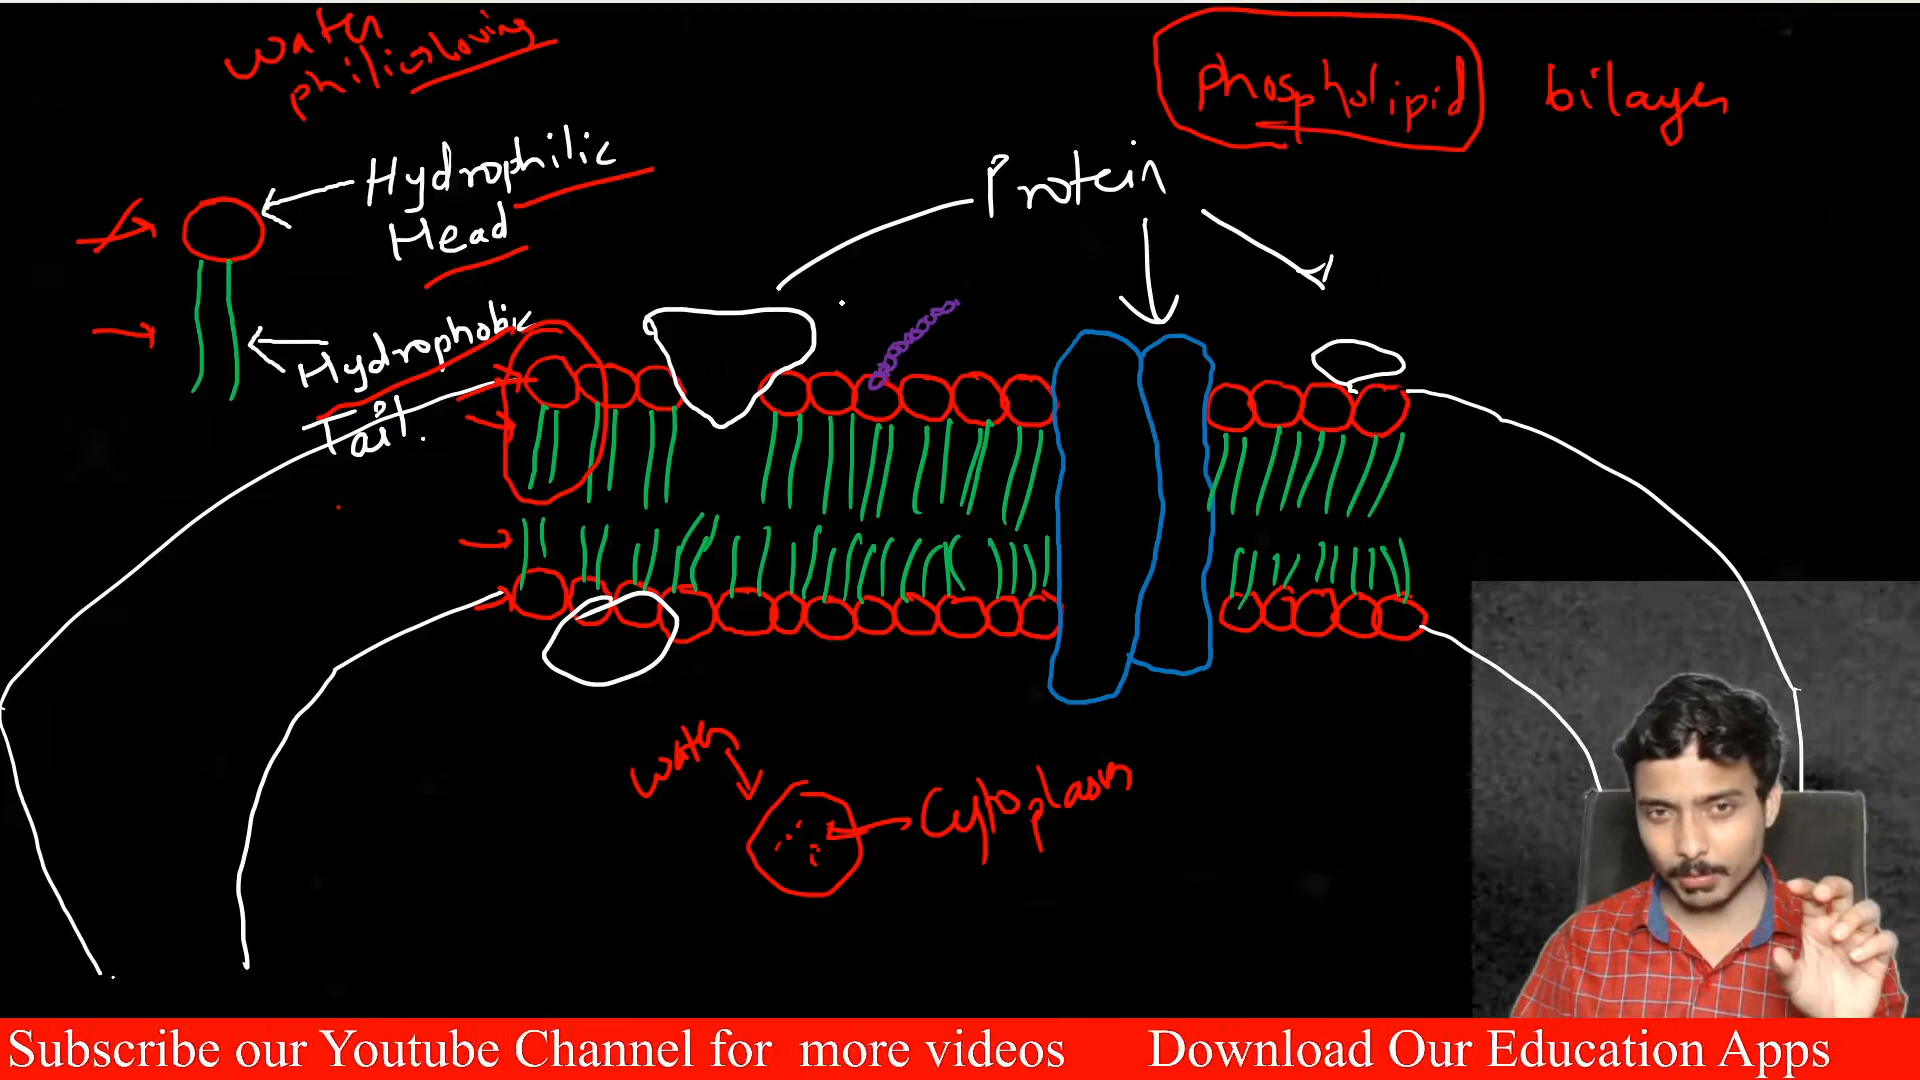 water
philic → Loving
Phospholipid bilayer
Hydrophilic
Head
Protein
Hydrophobic
Tail.
water
Cytoplasm
Subscribe our Youtube Channel for more videos Download Our Education Apps